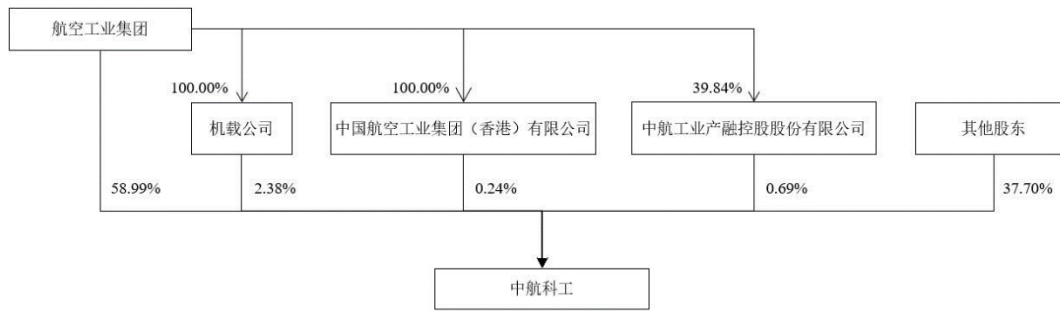 航空工业集团
100.00%
100.00%
39.84%
机载公司
中国航空工业集团（香港）有限公司
中航工业产融控股股份有限公司
其他股东
58.99%
2.38%
0.24%
0.69%
37.70%
中航科工